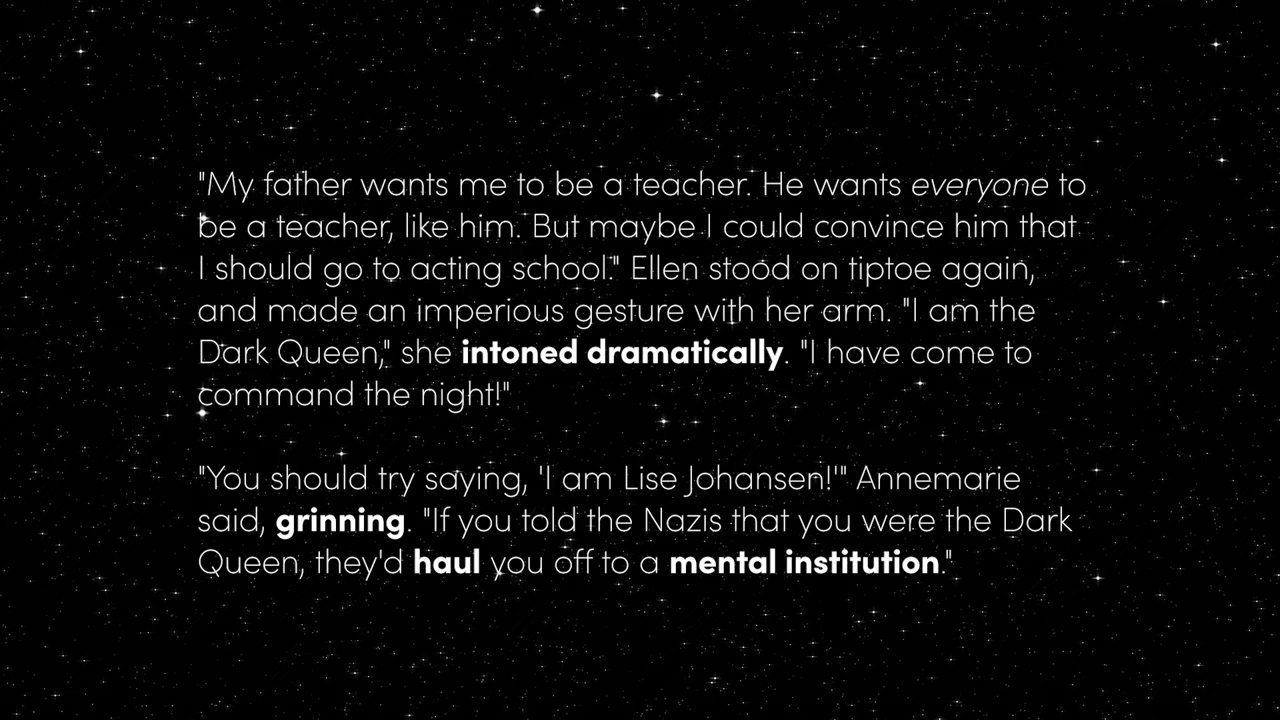 "My father wants me to be a teacher. He wants everyone to
be a teacher, like him. But maybe I could convince him that
I should go to acting school." Ellen stood on tiptoe again,
and made an imperious gesture with her arm. "I am the
Dark Queen," she intoned dramatically. "I have come to
command the night!"
"You should try saying, 'I am Lise Johansen!'" Annemarie
said, grinning. "If you told the Nazis that you were the Dark
Queen, they'd haul you off to a mental institution."